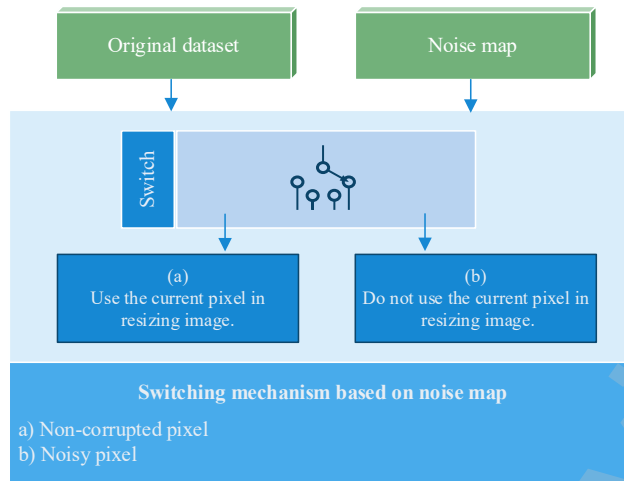 Original dataset
Noise map
Switch
(a)
Use the current pixel in
resizing image.
(b)
Do not use the current pixel in
resizing image.
Switching mechanism based on noise map
a) Non-corrupted pixel
b) Noisy pixel